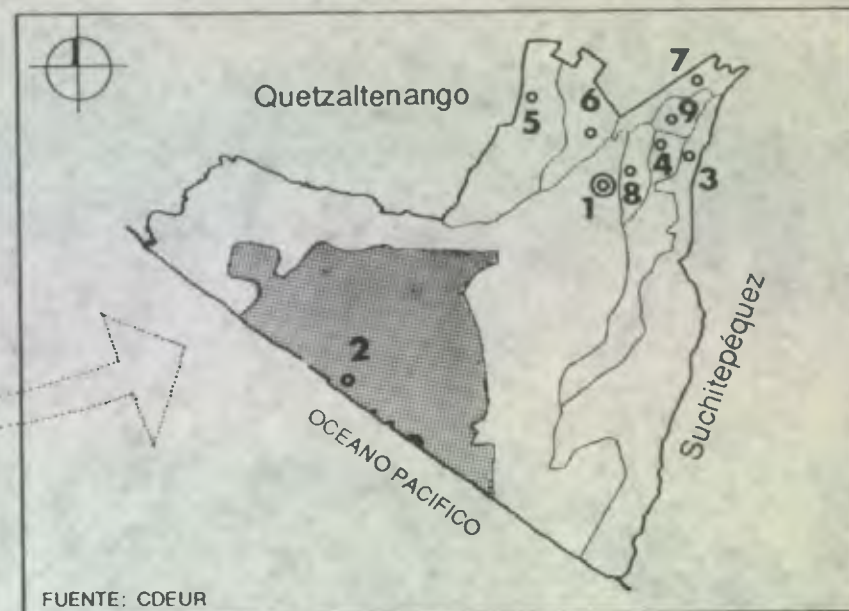 Quetzaltenango
7
5
6
9
4
3
1
8
2
Suchitepéquez
OCEANO PACIFICO
FUENTE: CDEUR